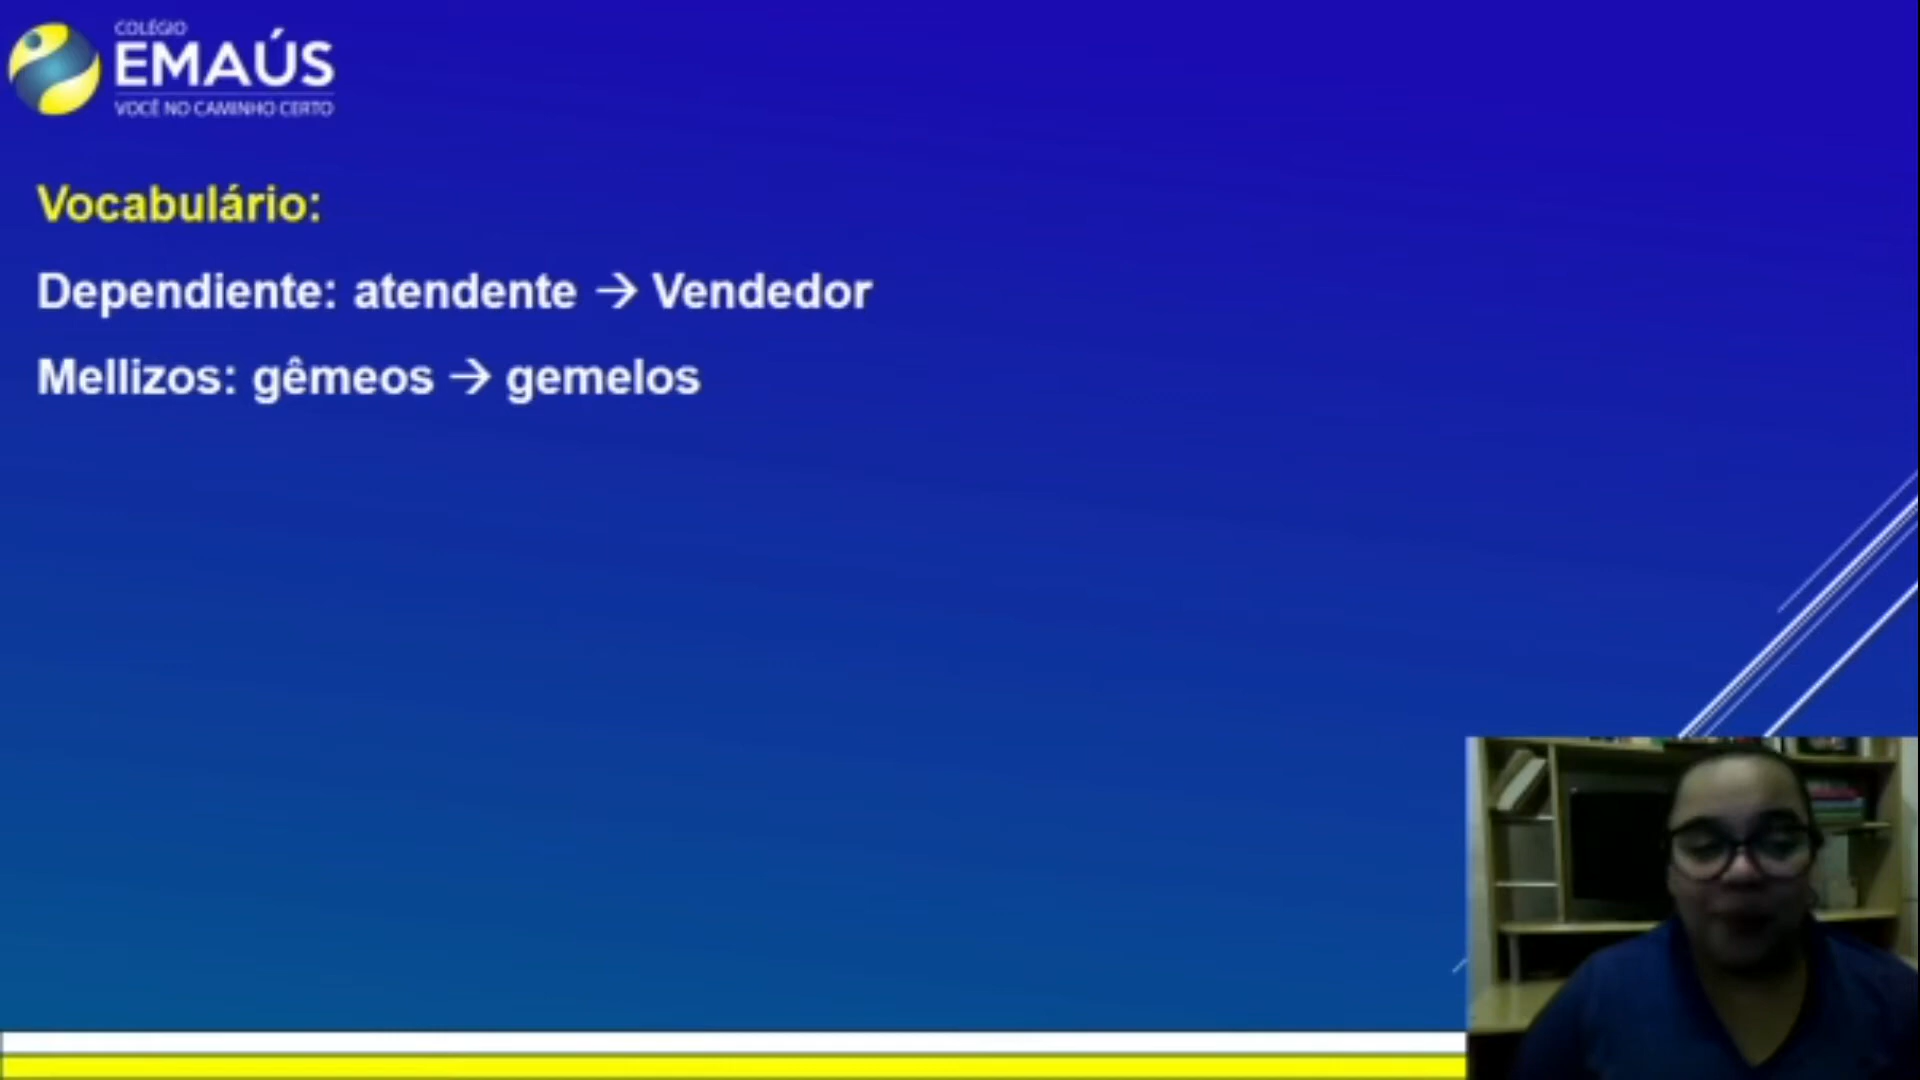 COLÉGIO
EMAÚS
VOCÊ NO CAMINHO CERTO
Vocabulário:
Dependiente: atendente → Vendedor
Mellizos: gêmeos → gemelos